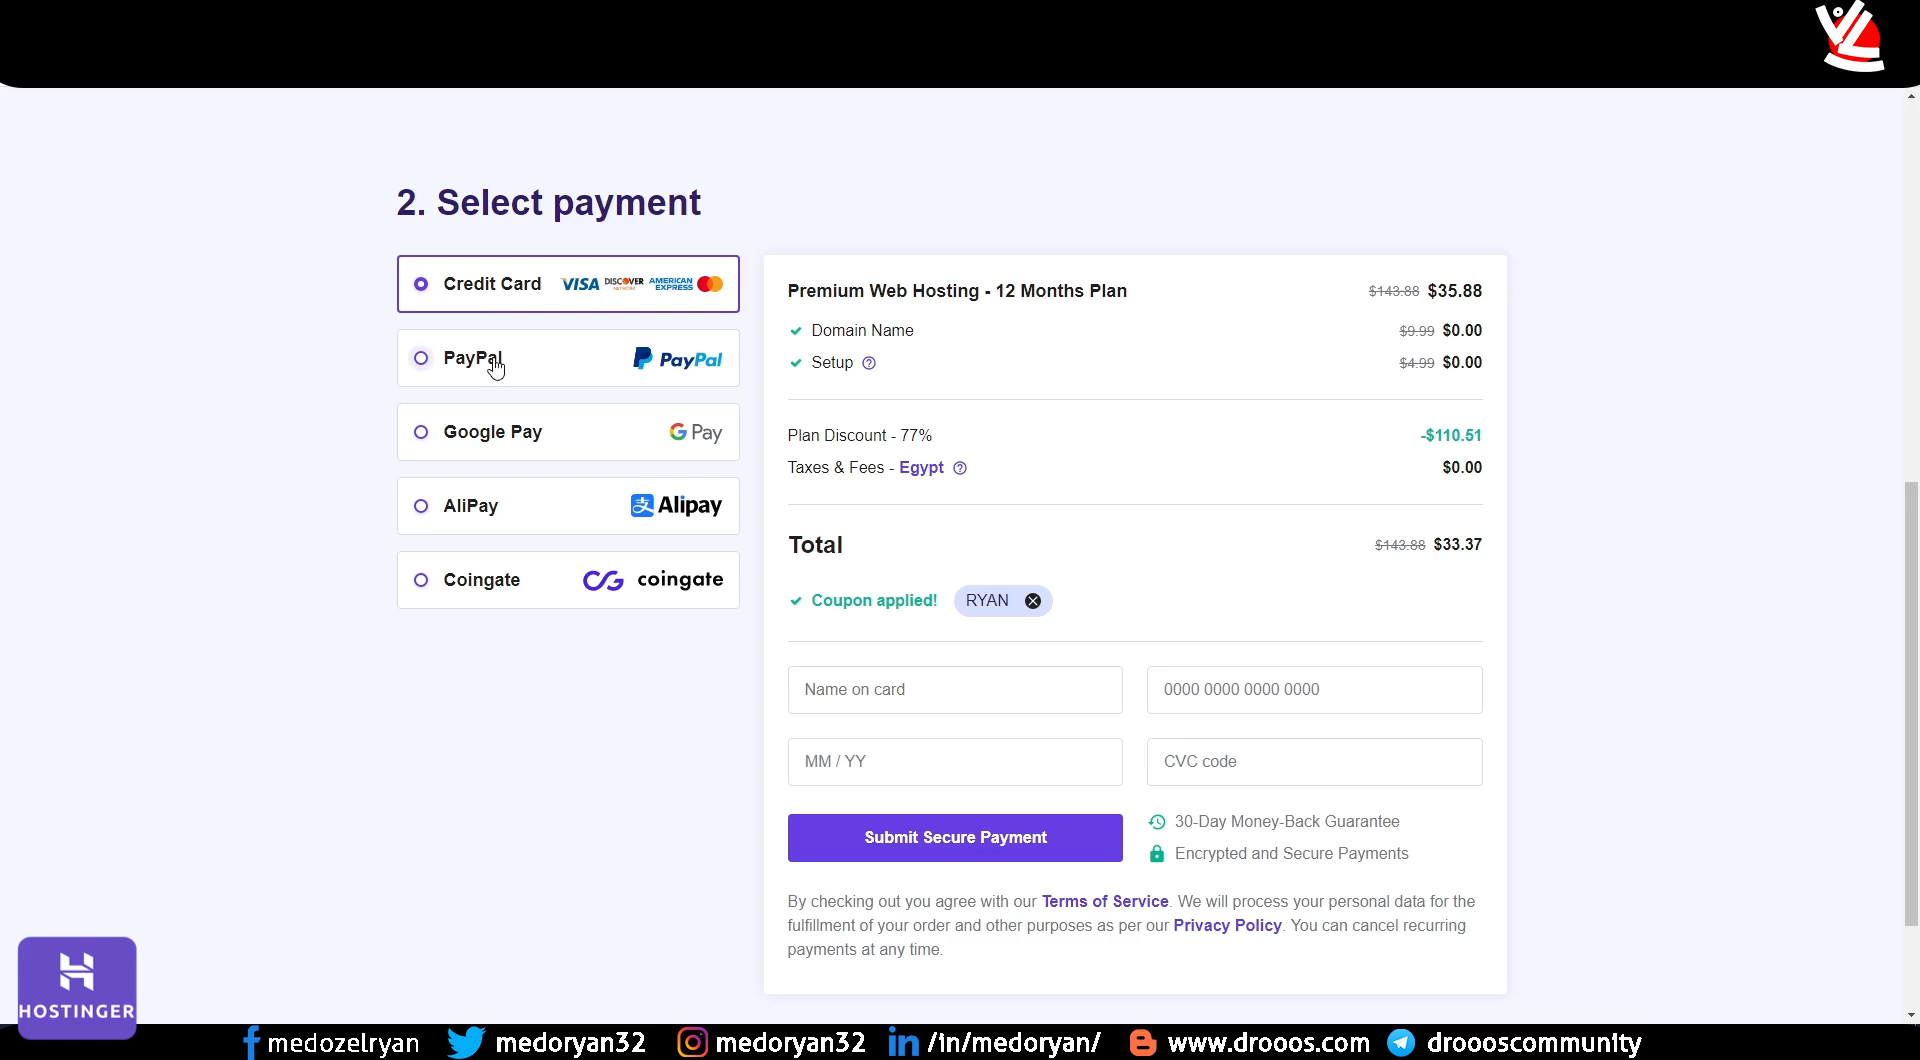 2. Select payment
Credit Card VISA DISCOVER NETWORK AMERICAN EXPRESS
PayPal PayPal
Google Pay G Pay
AliPay 支 Alipay
Coingate CG coingate
Premium Web Hosting - 12 Months Plan $143.88 $35.88
Domain Name $9.99 $0.00
Setup ? $4.99 $0.00
Plan Discount - 77% -$110.51
Taxes & Fees - Egypt ? $0.00
Total $143.88 $33.37
Coupon applied! RYAN
Name on card 0000 0000 0000 0000
MM / YY CVC code
Submit Secure Payment
30-Day Money-Back Guarantee
Encrypted and Secure Payments
By checking out you agree with our Terms of Service. We will process your personal data for the
fulfillment of your order and other purposes as per our Privacy Policy. You can cancel recurring
payments at any time.
HOSTINGER
medozelryan medoryan32 medoryan32 in /in/medoryan/ www.drooos.com droooscommunity